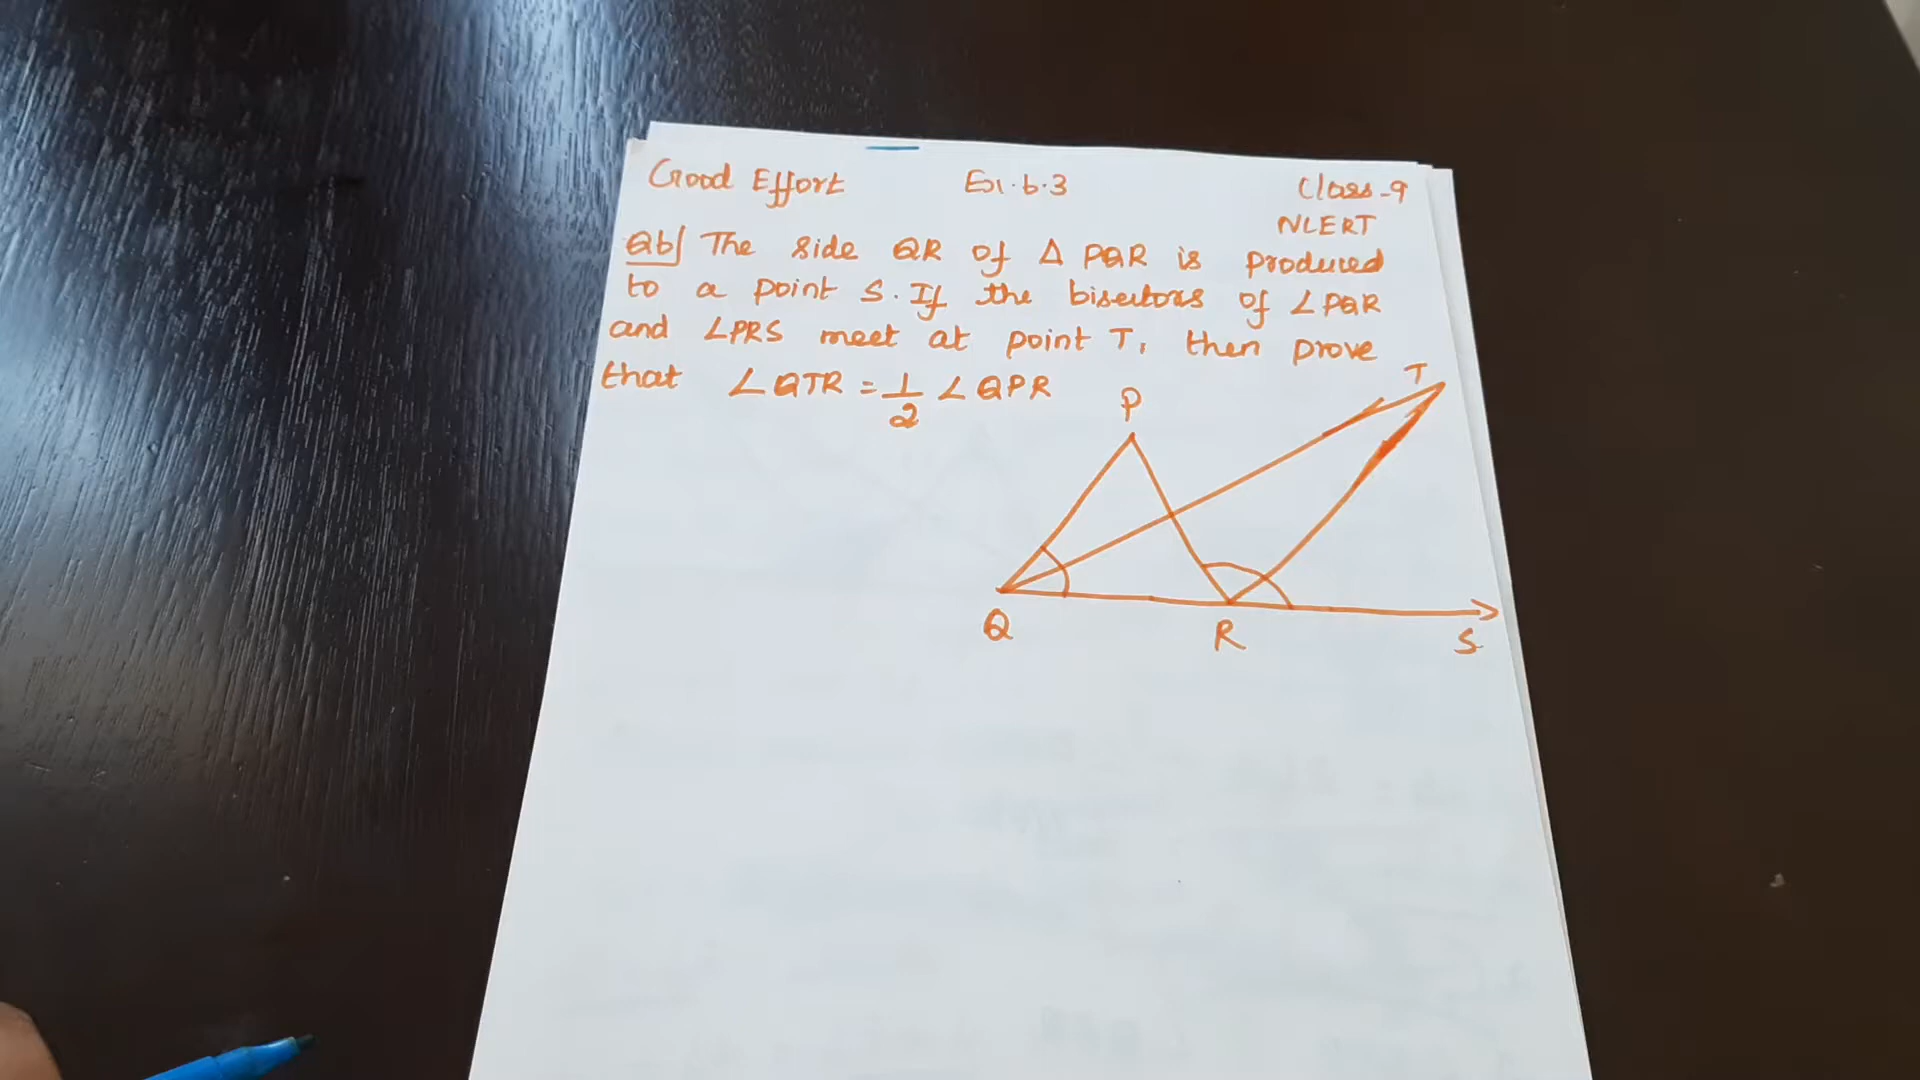 Good Effort Ex.6.3 Class-9
NCERT
Q6) The side QR of Δ PQR is produced
to a point S. If the bisectors of ∠PQR
and ∠PRS meet at point T, then prove
that ∠QTR = 1/2 ∠QPR
T
P
Q
R
S